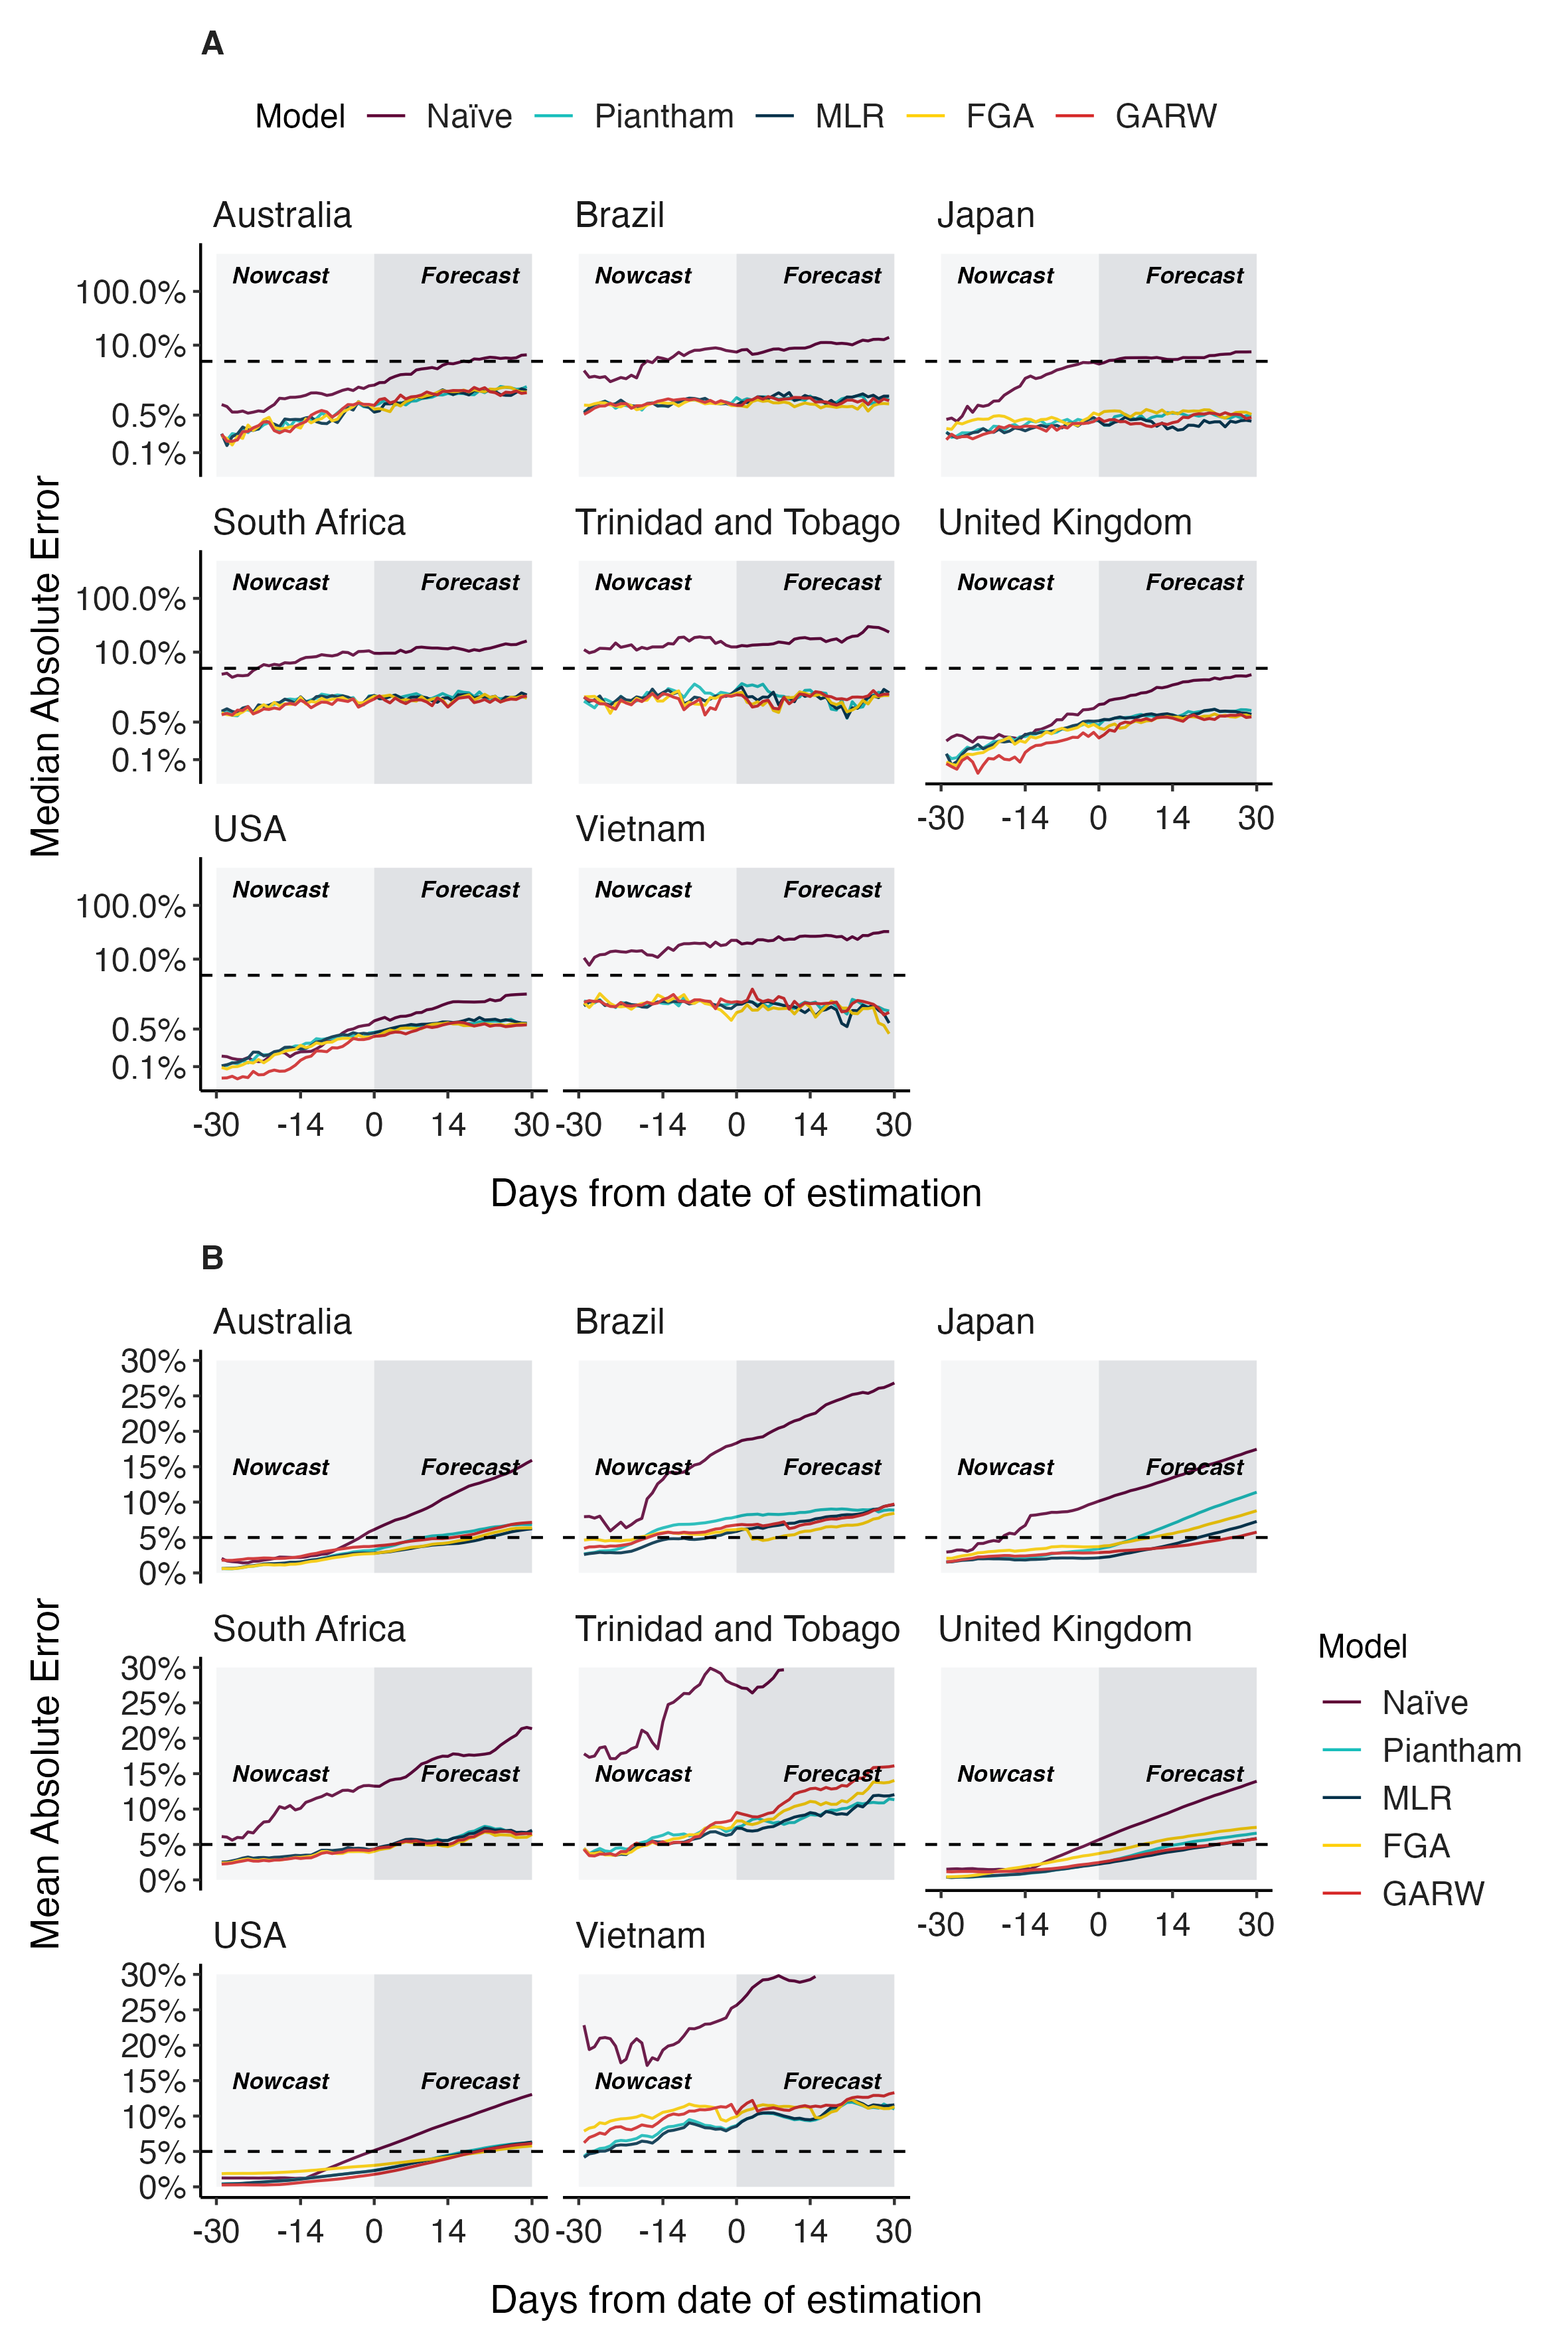 A
Model Naïve Piantham MLR FGA GARW
Australia Brazil Japan
Nowcast Forecast Nowcast Forecast Nowcast Forecast
100.0%
10.0%
0.5%
0.1%
South Africa Trinidad and Tobago United Kingdom
Nowcast Forecast Nowcast Forecast Nowcast Forecast
100.0%
10.0%
0.5%
0.1%
-30 -14 0 14 30
USA Vietnam
Nowcast Forecast Nowcast Forecast
100.0%
10.0%
0.5%
0.1%
-30 -14 0 14 30 -30 -14 0 14 30
Median Absolute Error
Days from date of estimation
B
Australia Brazil Japan
30%
25%
20%
15%
10%
5%
0%
Nowcast Forecast Nowcast Forecast Nowcast Forecast
South Africa Trinidad and Tobago United Kingdom
30%
25%
20%
15%
10%
5%
0%
Nowcast Forecast Nowcast Forecast Nowcast Forecast
-30 -14 0 14 30
USA Vietnam
30%
25%
20%
15%
10%
5%
0%
Nowcast Forecast Nowcast Forecast
-30 -14 0 14 30 -30 -14 0 14 30
Mean Absolute Error
Days from date of estimation
Model
Naïve
Piantham
MLR
FGA
GARW